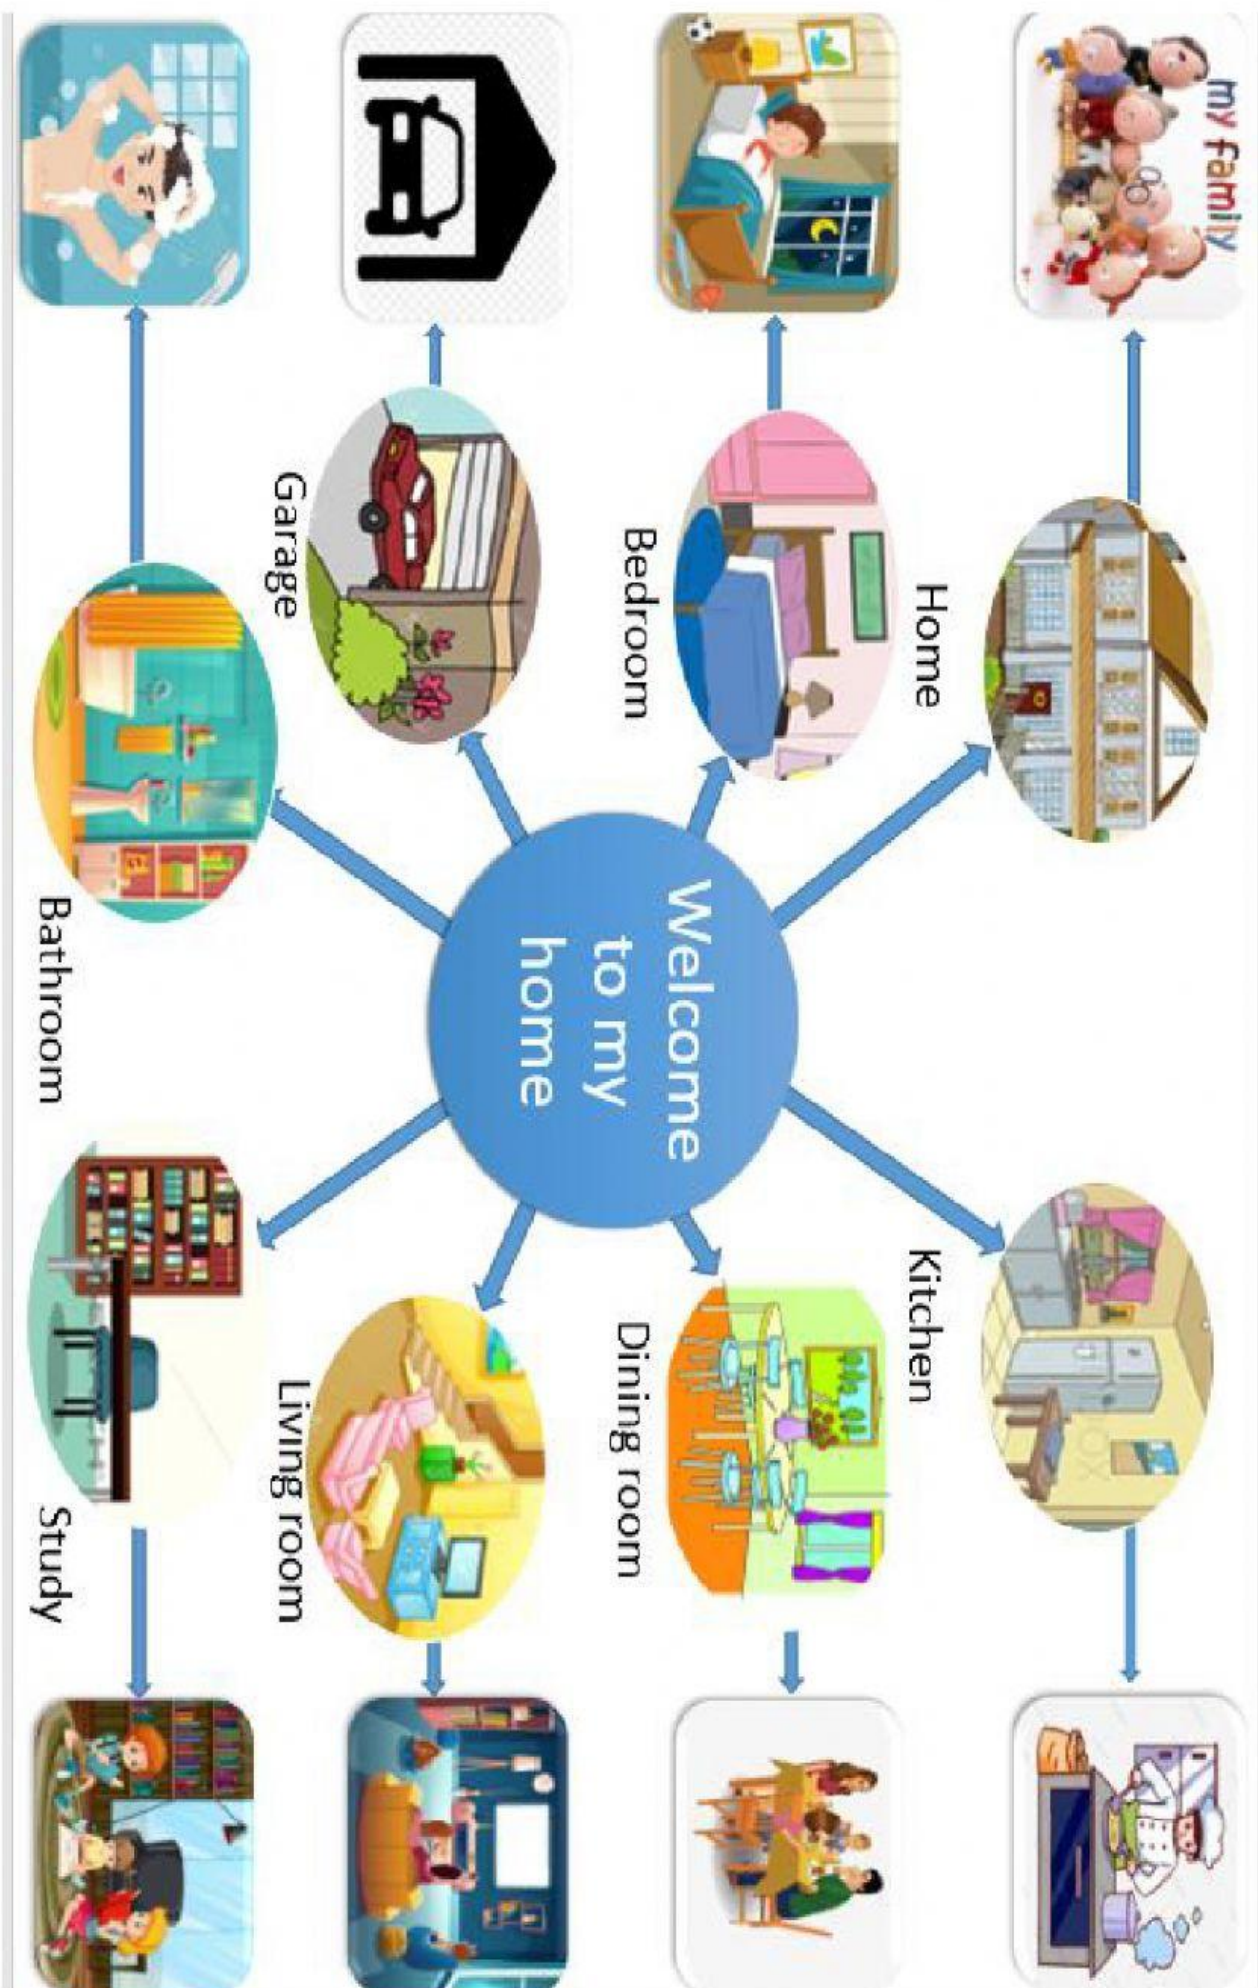 my family
Home
Kitchen
Bedroom
Dining room
Welcome
to my
home
Garage
Living room
Bathroom
Study